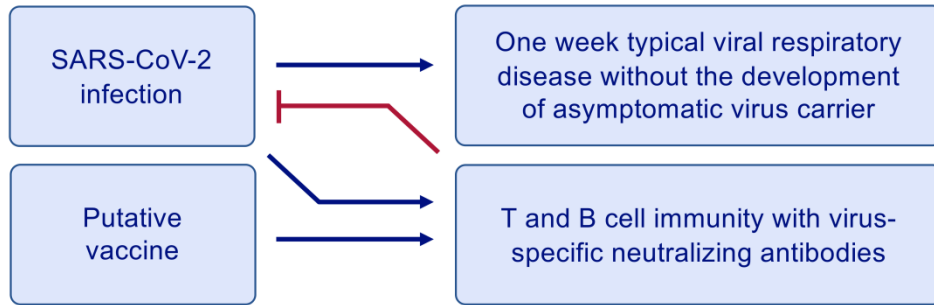 SARS-CoV-2
infection
One week typical viral respiratory
disease without the development
of asymptomatic virus carrier
Putative
vaccine
T and B cell immunity with virus-
specific neutralizing antibodies